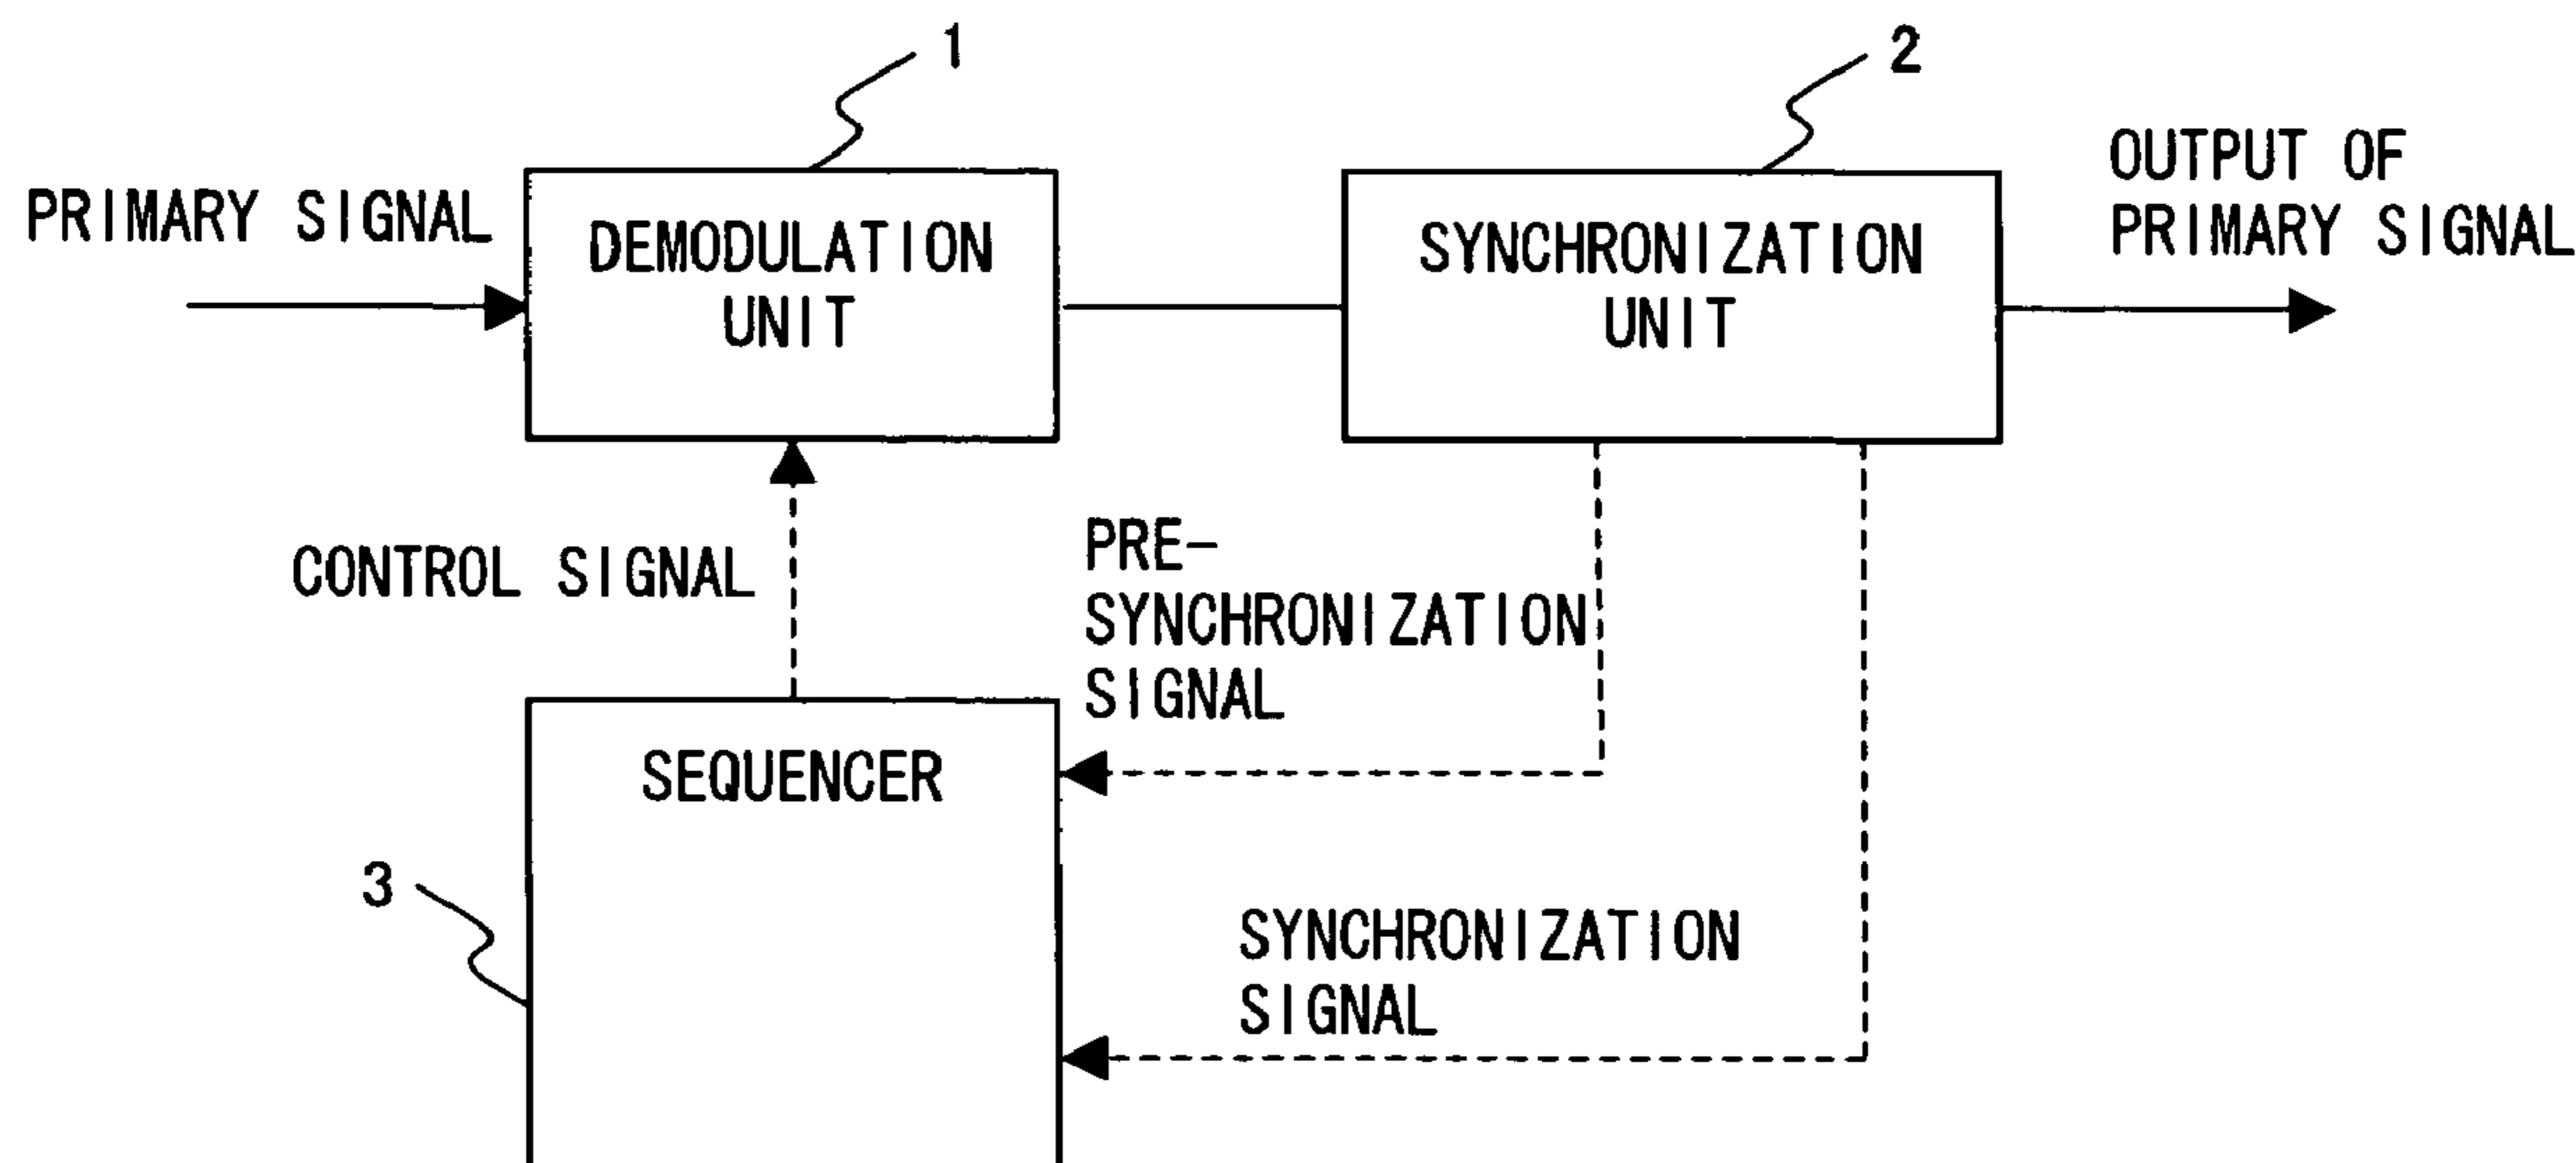 1
2
PRIMARY SIGNAL
DEMODULATION
UNIT
SYNCHRONIZATION
UNIT
OUTPUT OF
PRIMARY SIGNAL
CONTROL SIGNAL
PRE-
SYNCHRONIZATION
SIGNAL
SEQUENCER
3
SYNCHRONIZATION
SIGNAL